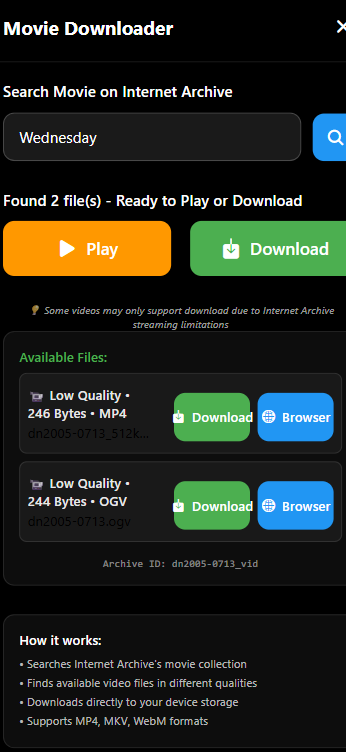 Movie Downloader
Search Movie on Internet Archive
Wednesday
Found 2 file(s) - Ready to Play or Download
Play
Download
Some videos may only support download due to Internet Archive
streaming limitations
Available Files:
Low Quality •
246 Bytes • MP4
dn2005-0713_512k...
Download
Browser
Low Quality •
244 Bytes • OGV
dn2005-0713.ogv
Download
Browser
Archive ID: dn2005-0713_vid
How it works:
• Searches Internet Archive's movie collection
• Finds available video files in different qualities
• Downloads directly to your device storage
• Supports MP4, MKV, WebM formats